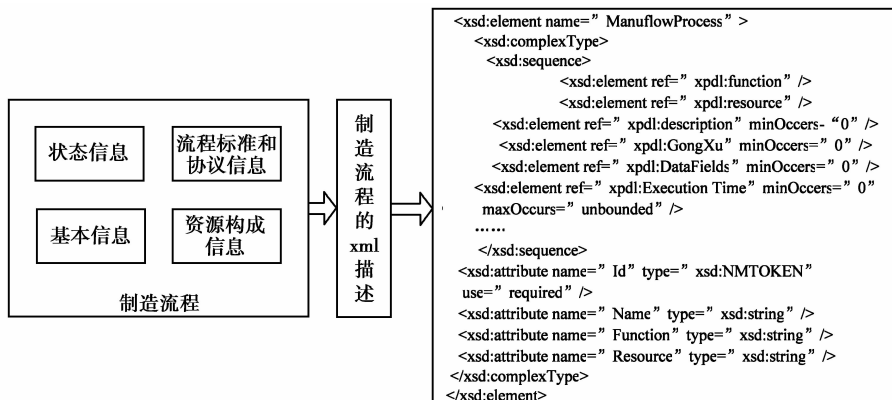 状态信息
流程标准和
协议信息
基本信息
资源构成
信息
制造流程
制
造
流
程
的
xml
描
述
<xsd:element name=” ManuflowProcess” >
<xsd:complexType>
<xsd:sequence>
<xsd:element ref=” xpdl:function” />
<xsd:element ref=” xpdl:resource” />
<xsd:element ref=” xpdl:description” minOccers-“0” />
<xsd:element ref=” xpdl:GongXu” minOccers=” 0” />
<xsd:element ref=” xpdl:DataFields” minOccers=” 0” />
<xsd:element ref=” xpdl:Execution Time” minOccers=” 0”
maxOccurs=” unbounded” />
……
</xsd:sequence>
<xsd:attribute name=” Id” type=” xsd:NMTOKEN”
use=” required” />
<xsd:attribute name=” Name” type=” xsd:string” />
<xsd:attribute name=” Function” type=” xsd:string” />
<xsd:attribute name=” Resource” type=” xsd:string” />
</xsd:complexType>
</xsd:element>